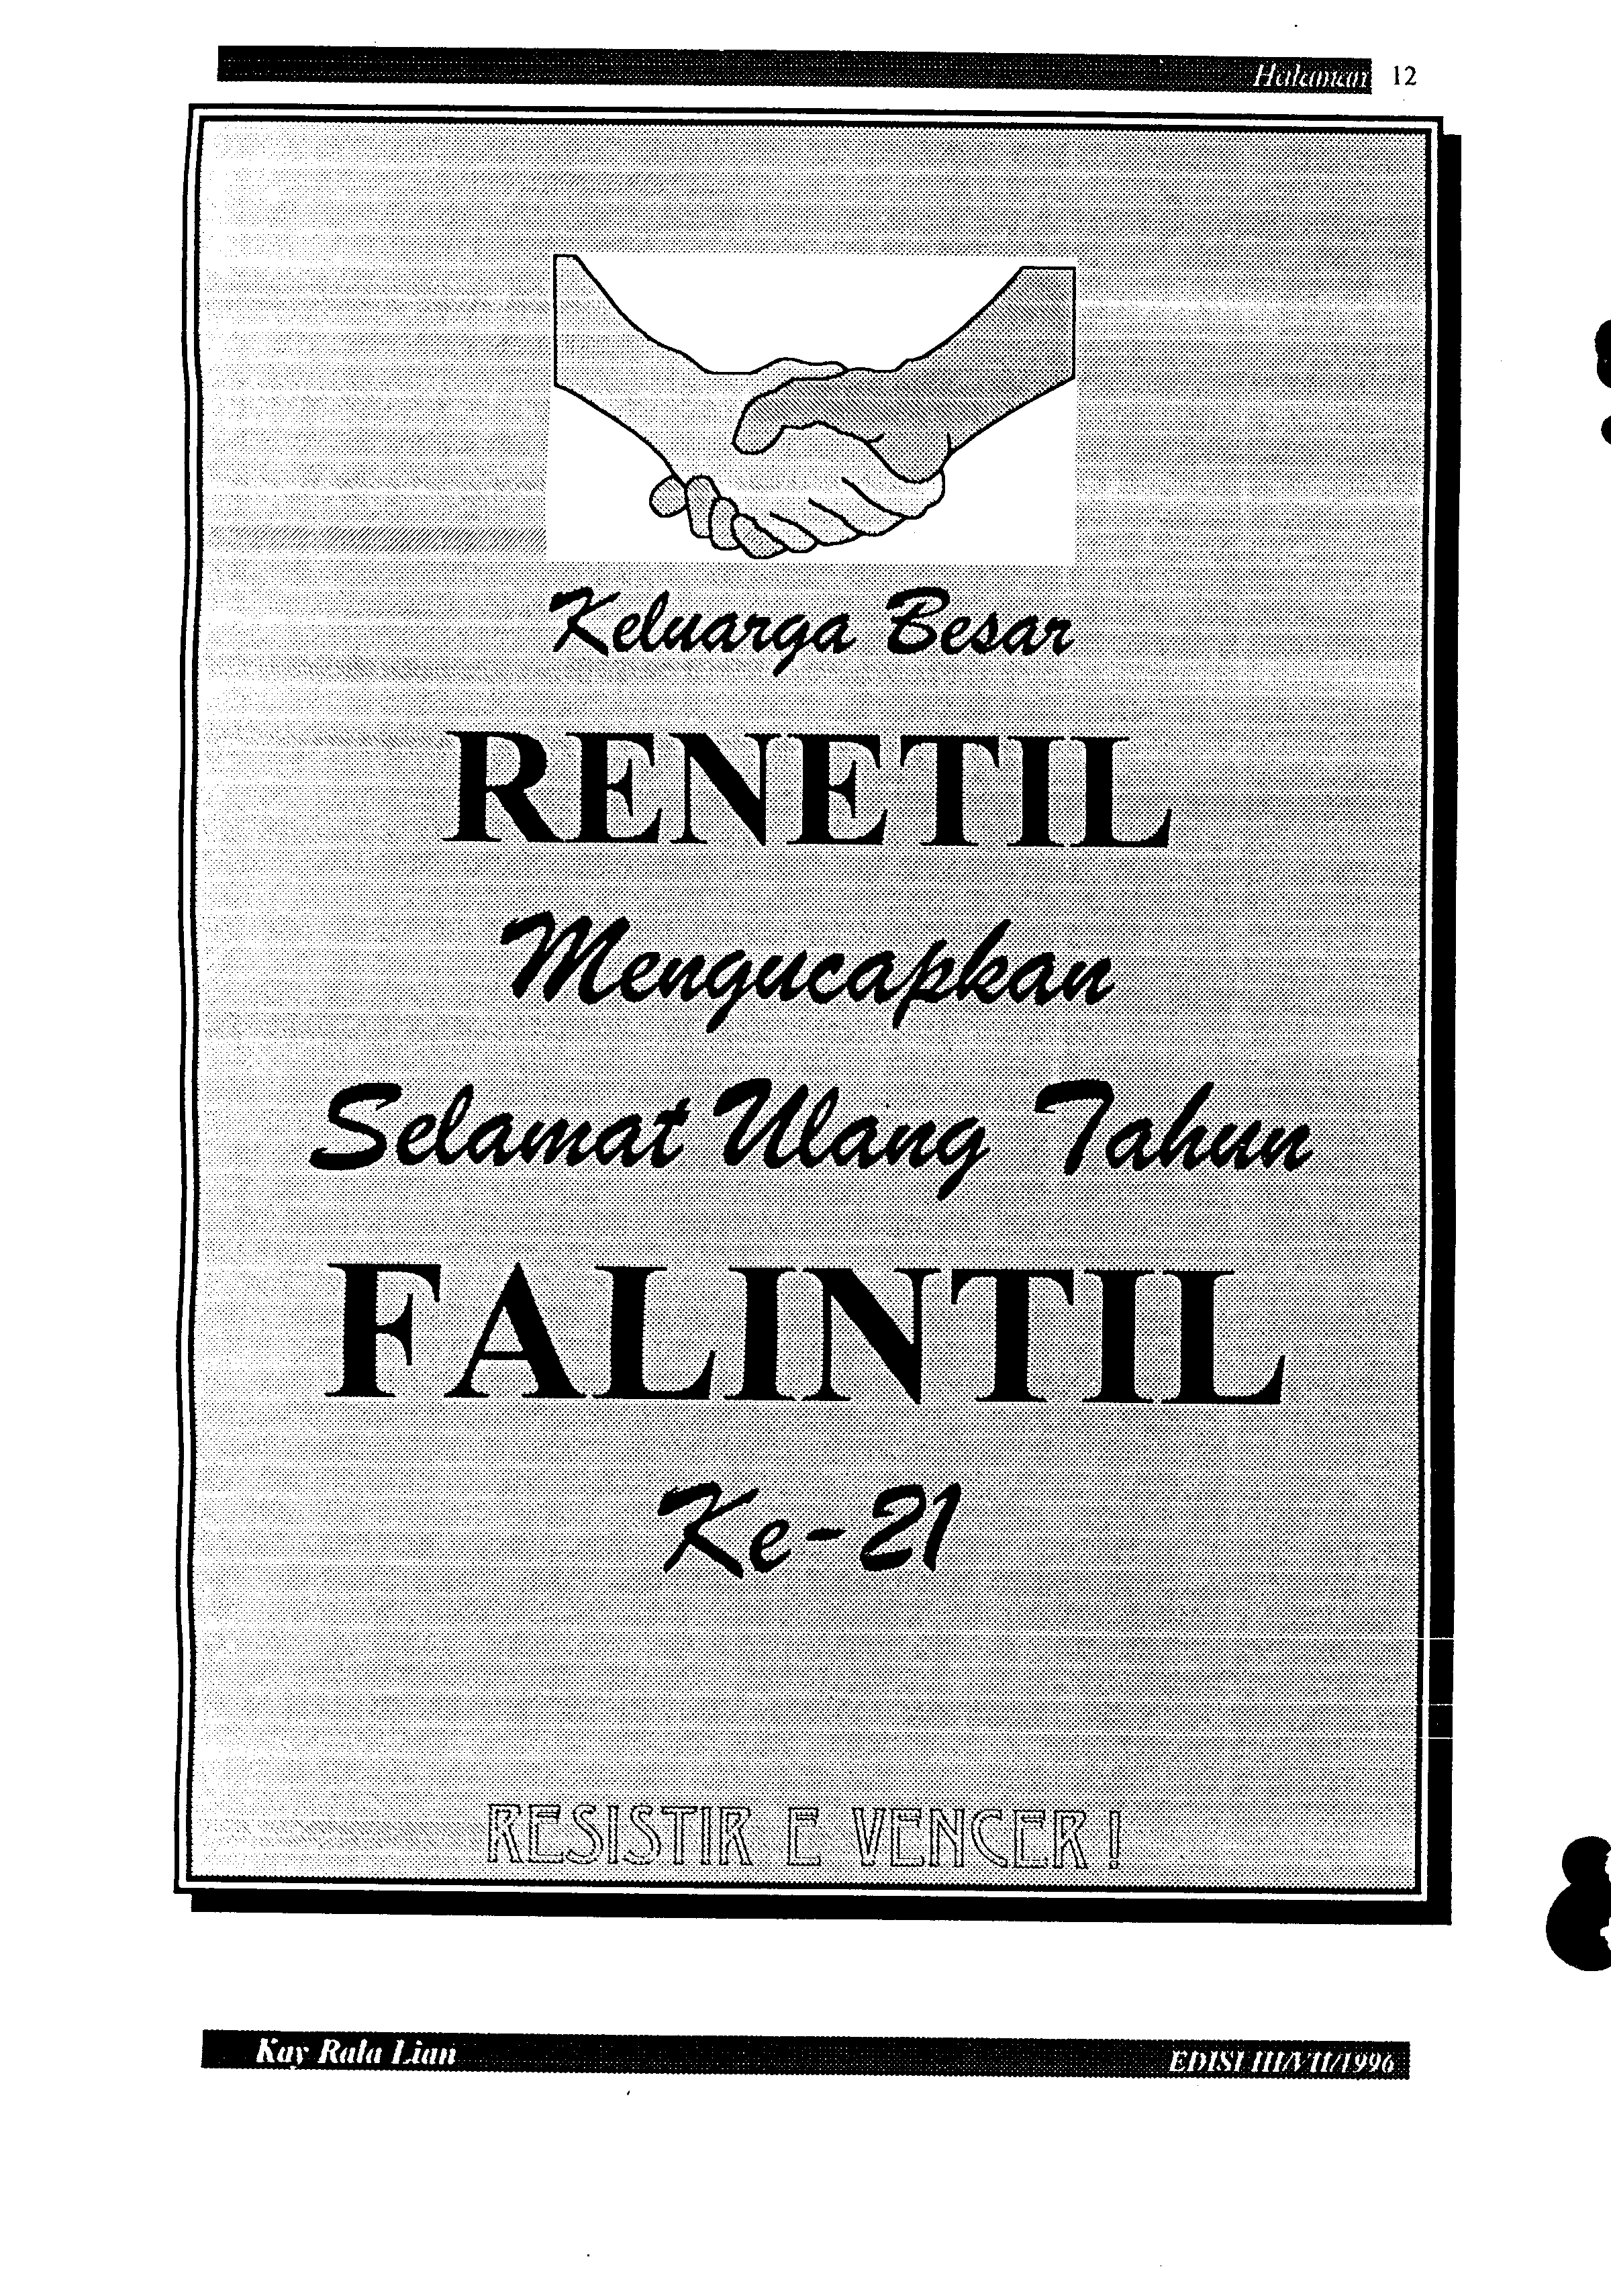 Halaman 12
Keluarga Besar
RENETIL
Mengucapkan
Selamat Ulang Tahun
FALINTIL
Ke-21
RESISTIR E VENCER!
Kay Rala Lian
EDISI III/VII/1996